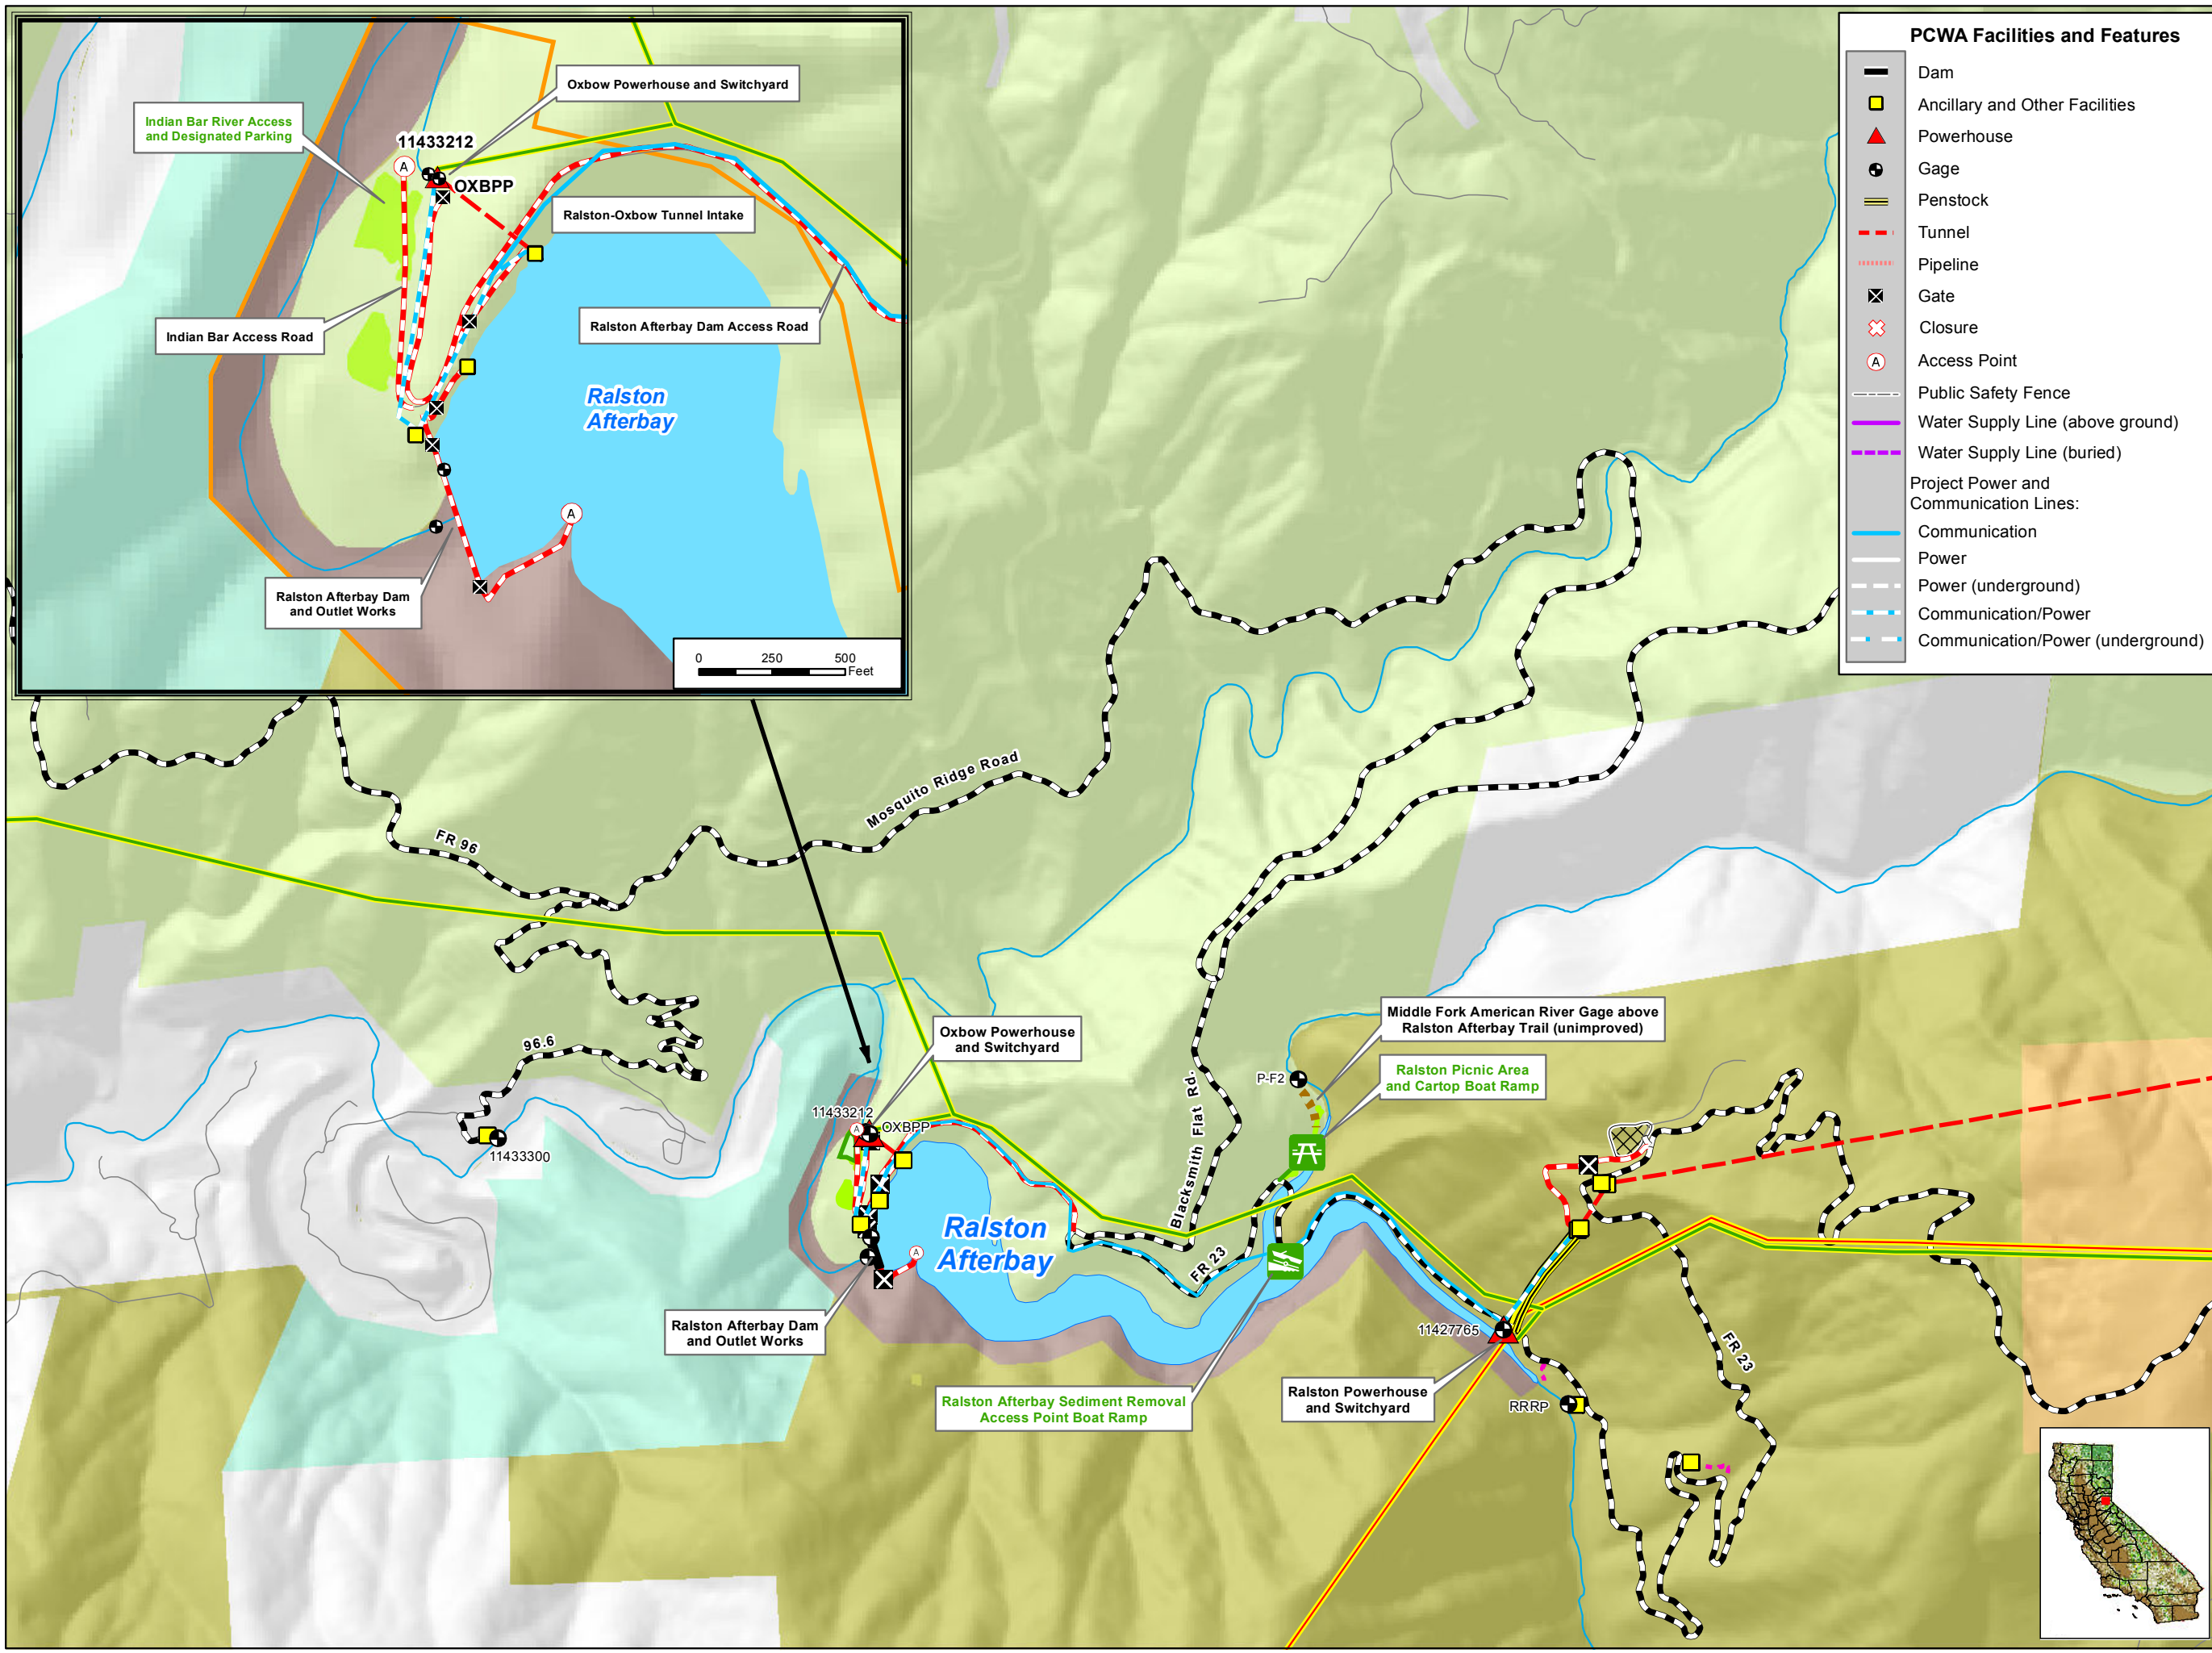 Oxbow Powerhouse and Switchyard
Indian Bar River Access
and Designated Parking
11433212
A
OXBPP
Ralston-Oxbow Tunnel Intake
Indian Bar Access Road
Ralston Afterbay Dam Access Road
Ralston
Afterbay
A
Ralston Afterbay Dam
and Outlet Works
0 250 500
Feet
PCWA Facilities and Features
Dam
Ancillary and Other Facilities
Powerhouse
Gage
Penstock
Tunnel
Pipeline
Gate
Closure
A Access Point
Public Safety Fence
Water Supply Line (above ground)
Water Supply Line (buried)
Project Power and
Communication Lines:
Communication
Power
Power (underground)
Communication/Power
Communication/Power (underground)
Mosquito Ridge Road
FR 96
96.6
11433300
Oxbow Powerhouse
and Switchyard
11433212
A
OXBPP
Ralston
Afterbay
A
Ralston Afterbay Dam
and Outlet Works
Blacksmith Flat Rd.
FR 23
Middle Fork American River Gage above
Ralston Afterbay Trail (unimproved)
P-F2
Ralston Picnic Area
and Cartop Boat Ramp
Ralston Afterbay Sediment Removal
Access Point Boat Ramp
11427765
Ralston Powerhouse
and Switchyard
RRRP
FR 23